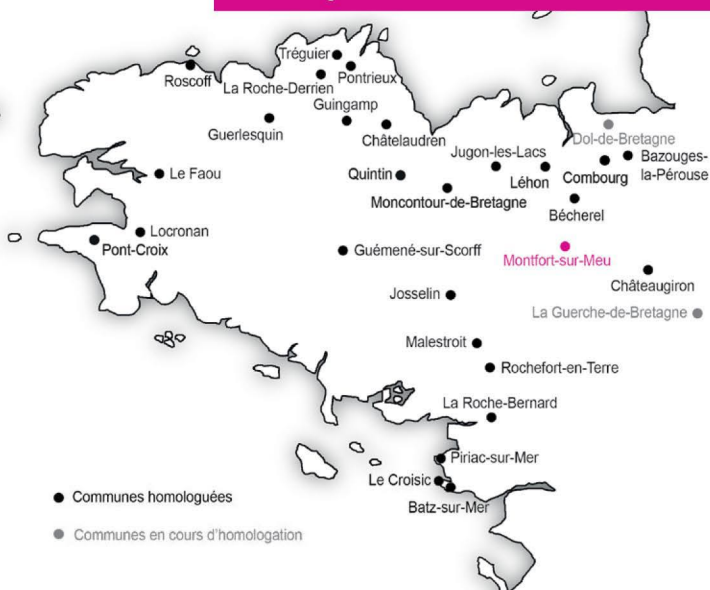 Tréguier
Roscoff
Pontrieux
La Roche-Derrien
Guingamp
Guerlesquin
Châtelaudren
Dol-de-Bretagne
Jugon-les-Lacs
Bazouges-
la-Pérouse
Le Faou
Quintin
Léhon
Combourg
Moncontour-de-Bretagne
Bécherel
Locronan
Pont-Croix
Guémené-sur-Scorff
Montfort-sur-Meu
Châteaugiron
Josselin
La Guerche-de-Bretagne
Malestroit
Rochefort-en-Terre
La Roche-Bernard
Piriac-sur-Mer
Le Croisic
Batz-sur-Mer
Communes homologuées
Communes en cours d'homologation